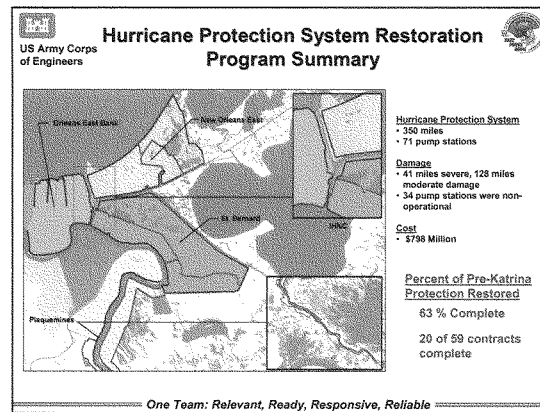 US Army Corps
of Engineers
Hurricane Protection System Restoration
Program Summary
Orleans East Bank
New Orleans East
St. Bernard
IHNC
Plaquemines
Hurricane Protection System
• 350 miles
• 71 pump stations
Damage
• 41 miles severe, 128 miles
moderate damage
• 34 pump stations were non-
operational
Cost
• $798 Million
Percent of Pre-Katrina
Protection Restored
63 % Complete
20 of 59 contracts
complete
One Team: Relevant, Ready, Responsive, Reliable